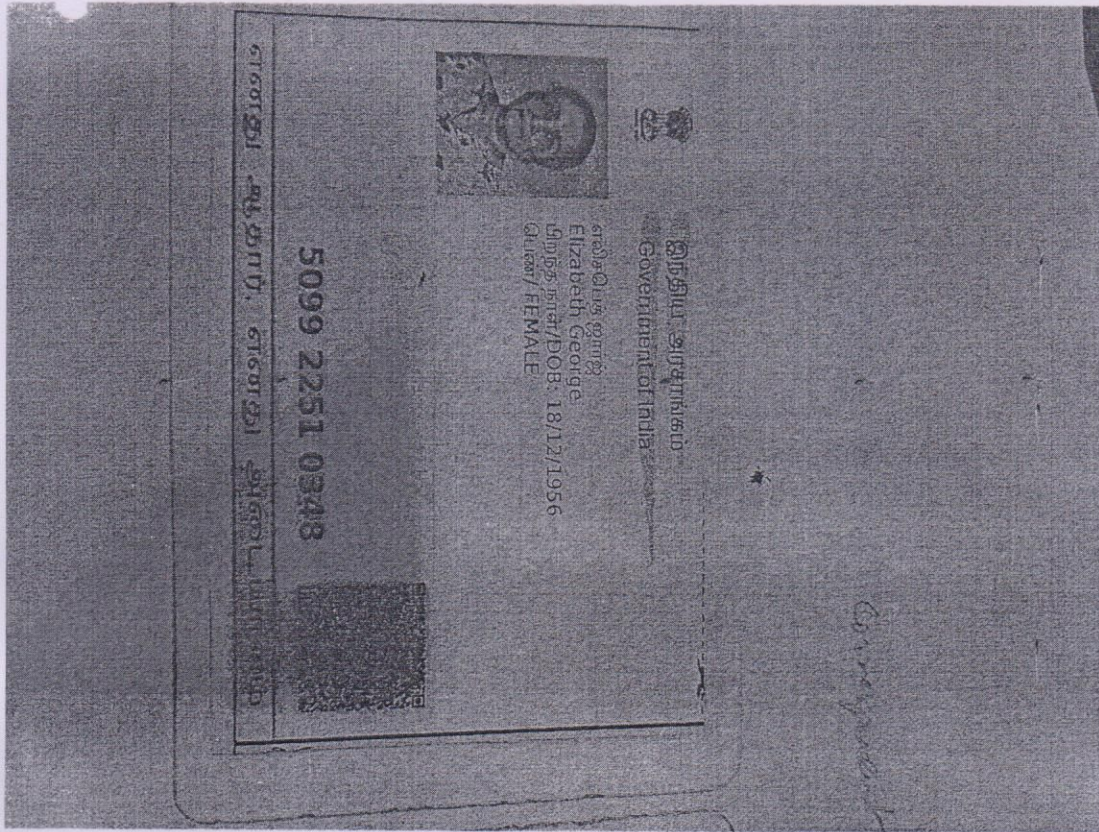 இந்திய அரசாங்கம்
Government of India
எலிசபெத் ஜார்ஜ்
Elizabeth George
பிறந்த நாள்/DOB: 18/12/1956
பெண்/ FEMALE
5099 2251 0348
எனது ஆதார், எனது அடையாளம்